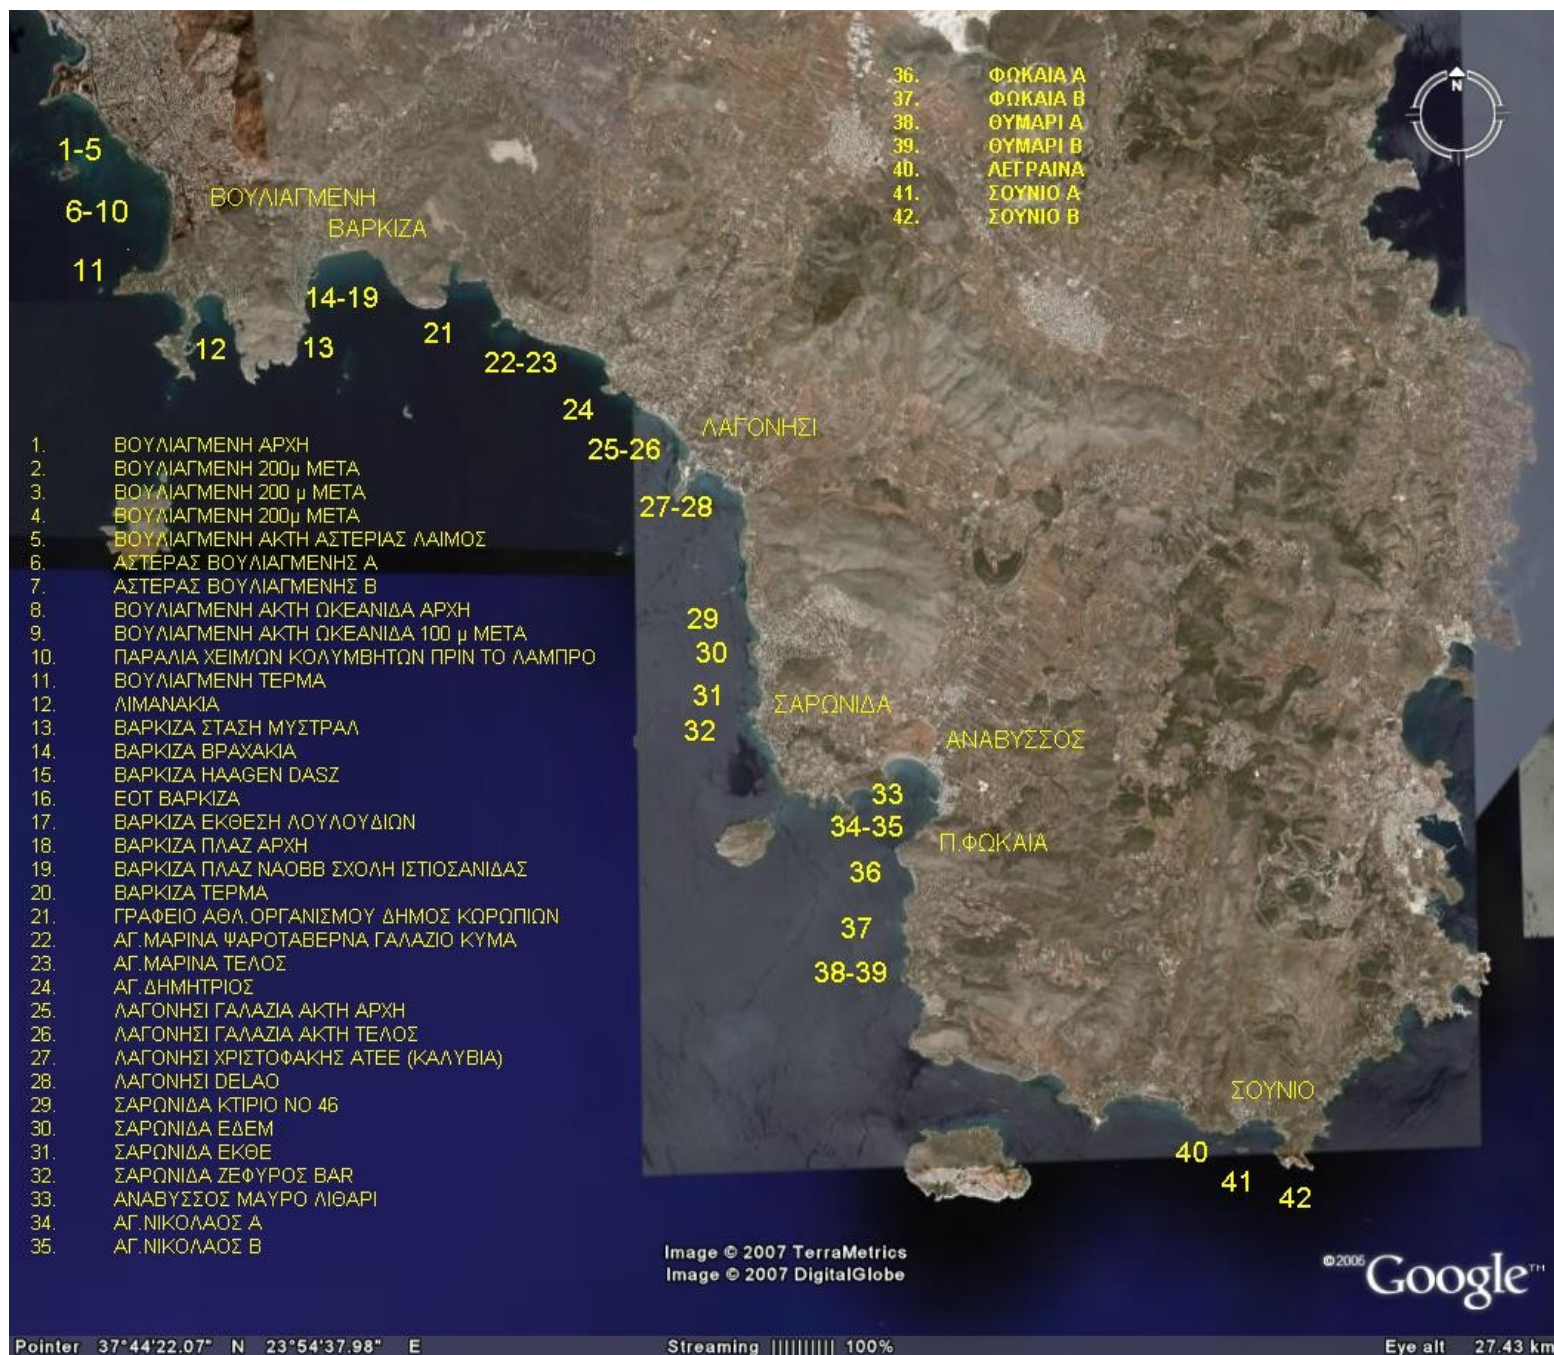 36. ΦΩΚΑΙΑ Α
37. ΦΩΚΑΙΑ Β
38. ΘΥΜΑΡΙ Α
39. ΘΥΜΑΡΙ Β
40. ΛΕΓΡΑΙΝΑ
41. ΣΟΥΝΙΟ Α
42. ΣΟΥΝΙΟ Β
N
1-5
6-10
ΒΟΥΛΙΑΓΜΕΝΗ
ΒΑΡΚΙΖΑ
11
14-19
12
13
21
22-23
24
ΛΑΓΟΝΗΣΙ
25-26
27-28
29
30
31
ΣΑΡΩΝΙΔΑ
32
ΑΝΑΒΥΣΣΟΣ
33
34-35
Π.ΦΩΚΑΙΑ
36
37
38-39
ΣΟΥΝΙΟ
40
41
42
1. ΒΟΥΛΙΑΓΜΕΝΗ ΑΡΧΗ
2. ΒΟΥΛΙΑΓΜΕΝΗ 200μ ΜΕΤΑ
3. ΒΟΥΛΙΑΓΜΕΝΗ 200 μ ΜΕΤΑ
4. ΒΟΥΛΙΑΓΜΕΝΗ 200μ ΜΕΤΑ
5. ΒΟΥΛΙΑΓΜΕΝΗ ΑΚΤΗ ΑΣΤΕΡΙΑΣ ΛΑΙΜΟΣ
6. ΑΣΤΕΡΑΣ ΒΟΥΛΙΑΓΜΕΝΗΣ Α
7. ΑΣΤΕΡΑΣ ΒΟΥΛΙΑΓΜΕΝΗΣ Β
8. ΒΟΥΛΙΑΓΜΕΝΗ ΑΚΤΗ ΩΚΕΑΝΙΔΑ ΑΡΧΗ
9. ΒΟΥΛΙΑΓΜΕΝΗ ΑΚΤΗ ΩΚΕΑΝΙΔΑ 100 μ ΜΕΤΑ
10. ΠΑΡΑΛΙΑ ΧΕΙΜ/ΩΝ ΚΟΛΥΜΒΗΤΩΝ ΠΡΙΝ ΤΟ ΛΑΜΠΡΟ
11. ΒΟΥΛΙΑΓΜΕΝΗ ΤΕΡΜΑ
12. ΛΙΜΑΝΑΚΙΑ
13. ΒΑΡΚΙΖΑ ΣΤΑΣΗ ΜΥΣΤΡΑΛ
14. ΒΑΡΚΙΖΑ ΒΡΑΧΑΚΙΑ
15. ΒΑΡΚΙΖΑ HAAGEN DASZ
16. ΕΟΤ ΒΑΡΚΙΖΑ
17. ΒΑΡΚΙΖΑ ΕΚΘΕΣΗ ΛΟΥΛΟΥΔΙΩΝ
18. ΒΑΡΚΙΖΑ ΠΛΑΖ ΑΡΧΗ
19. ΒΑΡΚΙΖΑ ΠΛΑΖ ΝΑΟΒΒ ΣΧΟΛΗ ΙΣΤΙΟΣΑΝΙΔΑΣ
20. ΒΑΡΚΙΖΑ ΤΕΡΜΑ
21. ΓΡΑΦΕΙΟ ΑΘΛ.ΟΡΓΑΝΙΣΜΟΥ ΔΗΜΟΣ ΚΩΡΩΠΙΩΝ
22. ΑΓ.ΜΑΡΙΝΑ ΨΑΡΟΤΑΒΕΡΝΑ ΓΑΛΑΖΙΟ ΚΥΜΑ
23. ΑΓ.ΜΑΡΙΝΑ ΤΕΛΟΣ
24. ΑΓ.ΔΗΜΗΤΡΙΟΣ
25. ΛΑΓΟΝΗΣΙ ΓΑΛΑΖΙΑ ΑΚΤΗ ΑΡΧΗ
26. ΛΑΓΟΝΗΣΙ ΓΑΛΑΖΙΑ ΑΚΤΗ ΤΕΛΟΣ
27. ΛΑΓΟΝΗΣΙ ΧΡΙΣΤΟΦΑΚΗΣ ΑΤΕΕ (ΚΑΛΥΒΙΑ)
28. ΛΑΓΟΝΗΣΙ DELAO
29. ΣΑΡΩΝΙΔΑ ΚΤΙΡΙΟ ΝΟ 46
30. ΣΑΡΩΝΙΔΑ ΕΔΕΜ
31. ΣΑΡΩΝΙΔΑ ΕΚΘΕ
32. ΣΑΡΩΝΙΔΑ ΖΕΦΥΡΟΣ BAR
33. ΑΝΑΒΥΣΣΟΣ ΜΑΥΡΟ ΛΙΘΑΡΙ
34. ΑΓ.ΝΙΚΟΛΑΟΣ Α
35. ΑΓ.ΝΙΚΟΛΑΟΣ Β
Image © 2007 TerraMetrics
Image © 2007 DigitalGlobe
©2006 Google™
Pointer 37°44'22.07" N 23°54'37.98" E Streaming |||||||||| 100% Eye alt 27.43 km